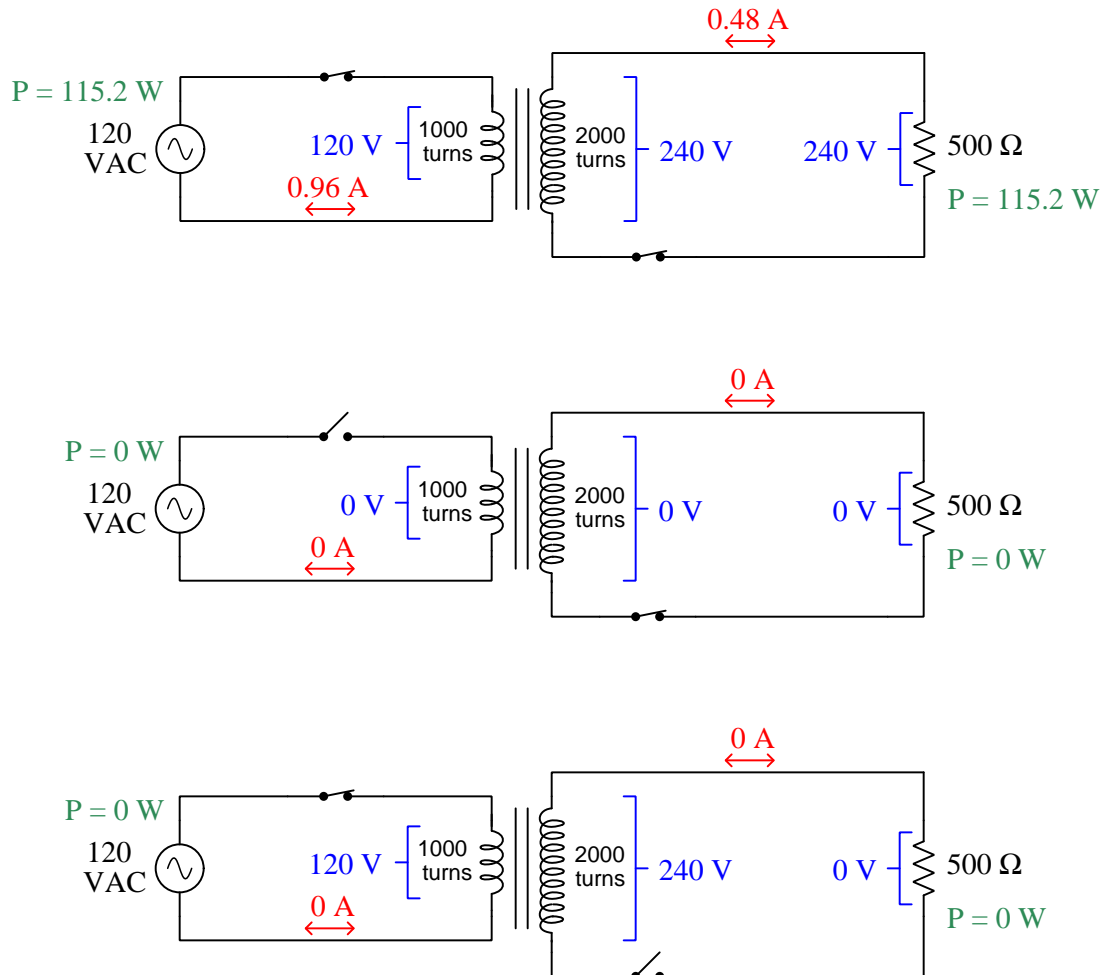 0.48 A
P = 115.2 W
120
VAC
120 V
1000
turns
2000
turns
240 V
240 V
500 Ω
0.96 A
P = 115.2 W
0 A
P = 0 W
120
VAC
0 V
1000
turns
2000
turns
0 V
0 V
500 Ω
0 A
P = 0 W
0 A
P = 0 W
120
VAC
120 V
1000
turns
2000
turns
240 V
0 V
500 Ω
0 A
P = 0 W